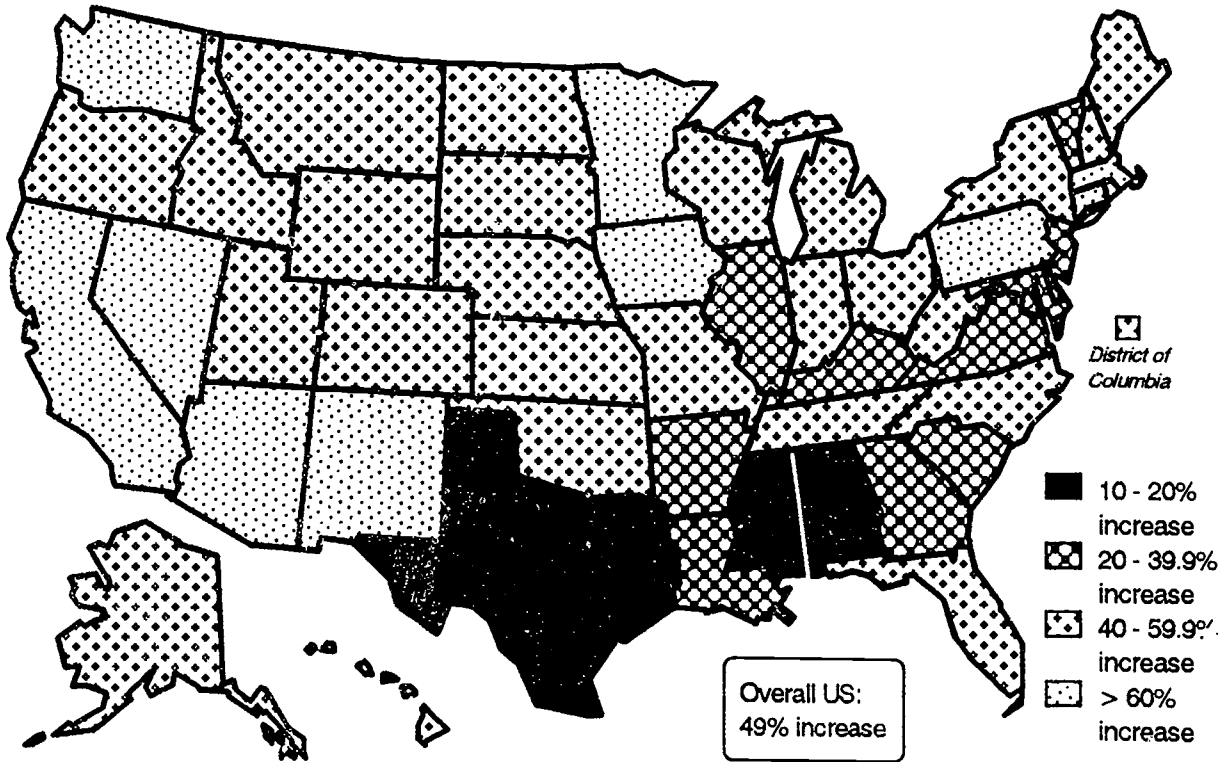 District of
Columbia
10 - 20%
increase
20 - 39.9%
increase
40 - 59.9%
increase
> 60%
increase
Overall US:
49% increase